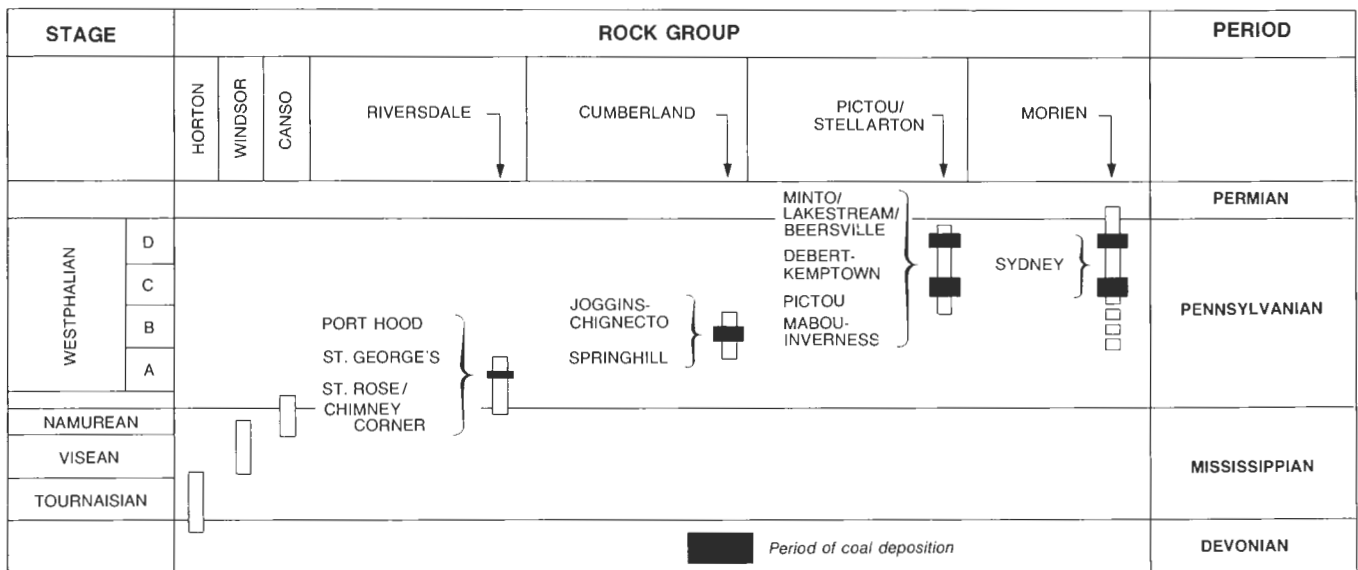 STAGE
ROCK GROUP
PERIOD
HORTON
WINDSOR
CANSO
RIVERSDALE
CUMBERLAND
PICTOU/
STELLARTON
MORIEN
PERMIAN
WESTPHALIAN
D
C
B
A
MINTO/
LAKESTREAM/
BEERSVILLE
DEBERT-
KEMPTOWN
PICTOU
MABOU-
INVERNESS
SYDNEY
PENNSYLVANIAN
JOGGINS-
CHIGNECTO
SPRINGHILL
PORT HOOD
ST. GEORGE'S
ST. ROSE/
CHIMNEY
CORNER
NAMUREAN
VISEAN
TOURNAISIAN
MISSISSIPPIAN
Period of coal deposition
DEVONIAN